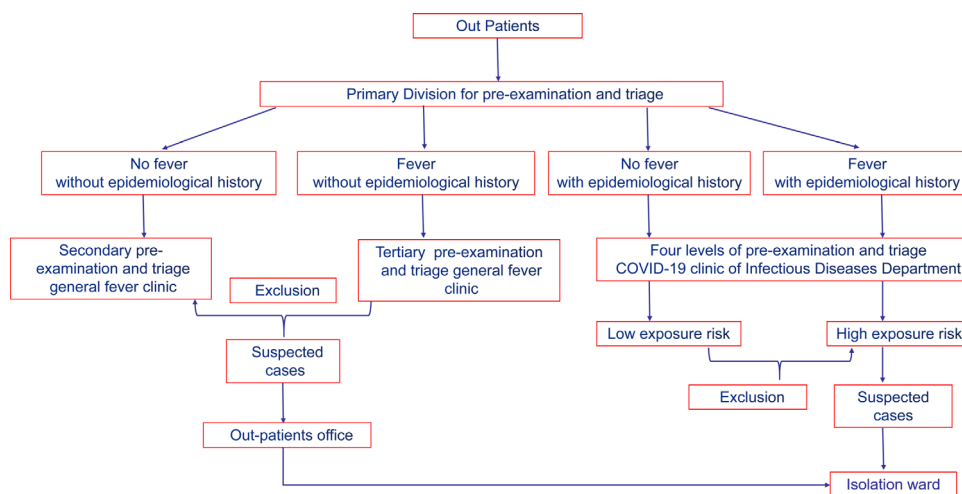 Out Patients
Primary Division for pre-examination and triage
No fever
without epidemiological history
Fever
without epidemiological history
No fever
with epidemiological history
Fever
with epidemiological history
Secondary pre-
examination and triage
general fever clinic
Tertiary pre-examination
and triage general fever
clinic
Four levels of pre-examination and triage
COVID-19 clinic of Infectious Diseases Department
Exclusion
Low exposure risk
High exposure risk
Suspected
cases
Exclusion
Suspected
cases
Out-patients office
Isolation ward